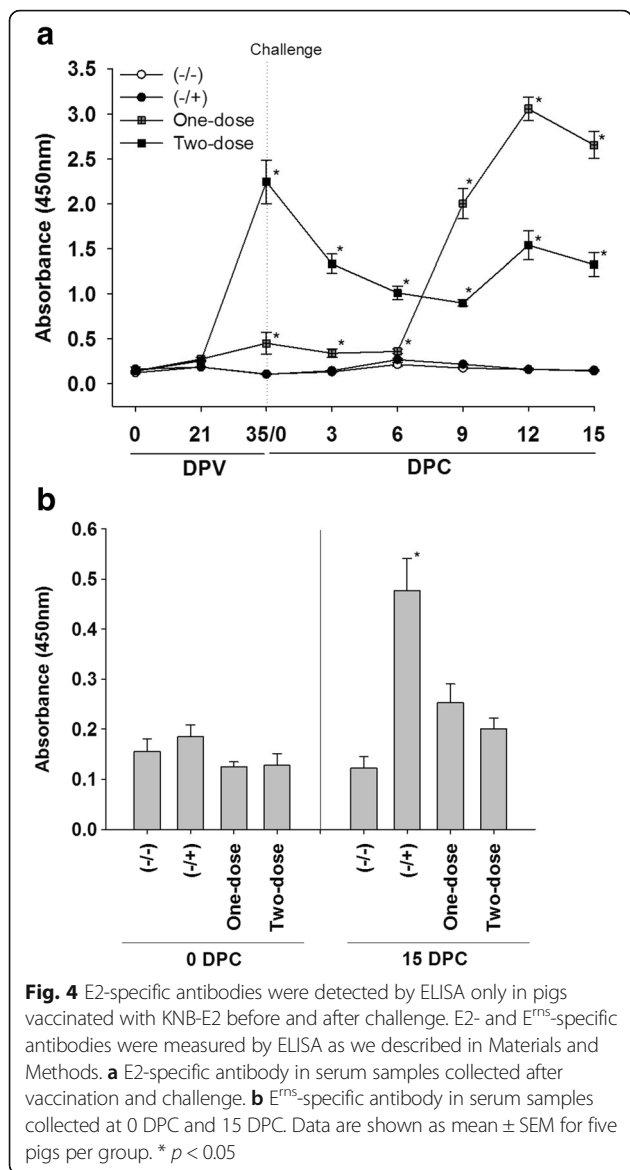 a
Challenge
(-/-)
(-/+)
One-dose
Two-dose
Absorbance (450nm)
3.5
3.0
2.5
2.0
1.5
1.0
0.5
0.0
* * * * * * * * * * *
0 21 35/0 3 6 9 12 15
DPV DPC
b
Absorbance (450nm)
0.6
0.5
0.4
0.3
0.2
0.1
0.0
*
(-/-) (-/+) One-dose Two-dose (-/-) (-/+) One-dose Two-dose
0 DPC 15 DPC
Fig. 4 E2-specific antibodies were detected by ELISA only in pigs
vaccinated with KNB-E2 before and after challenge. E2- and Erns-specific
antibodies were measured by ELISA as we described in Materials and
Methods. a E2-specific antibody in serum samples collected after
vaccination and challenge. b Erns-specific antibody in serum samples
collected at 0 DPC and 15 DPC. Data are shown as mean ± SEM for five
pigs per group. * p < 0.05